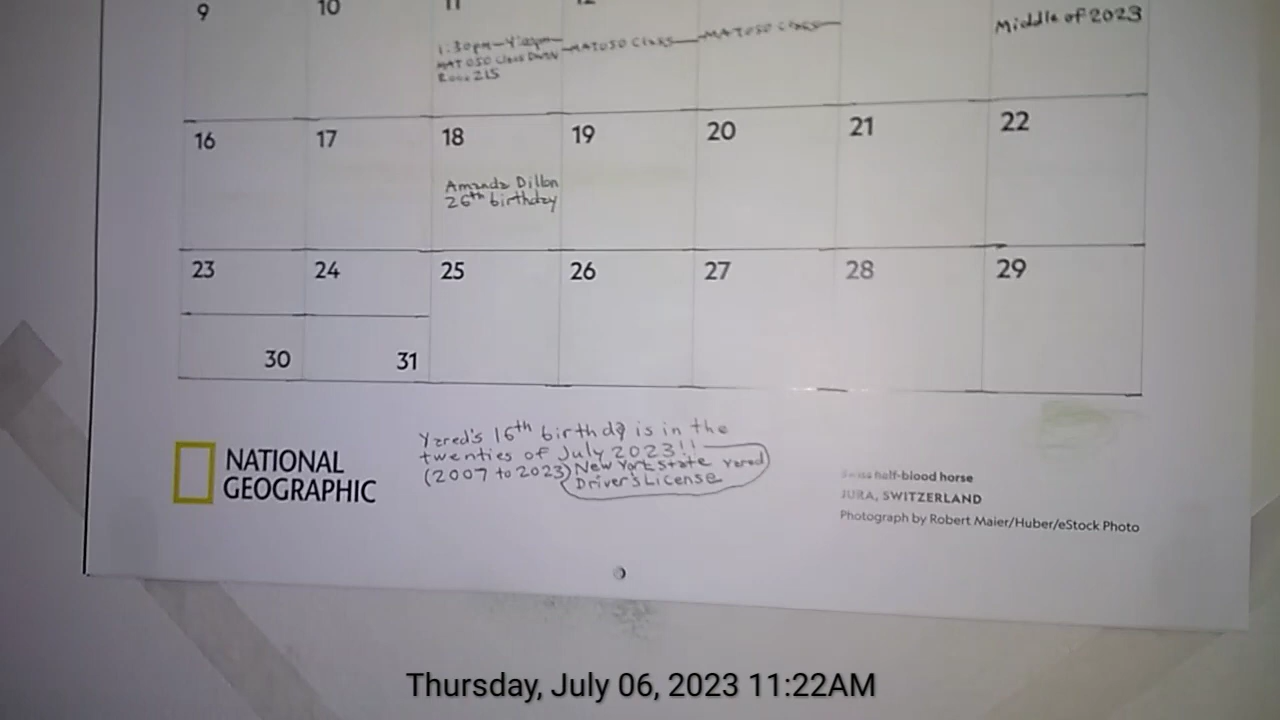 9 10 11 12
Middle of 2023
1:30pm-4:00pm MAT050 Class MAT050 Class
MAT 050 Class
Room 215
16 17 18 19 20 21 22
Amanda Dillon
26th birthday
23 24 25 26 27 28 29
30 31
Yared's 16th birthday is in the
twenties of July 2023!!
(2007 to 2023) New York State Yared
Driver's License
NATIONAL
GEOGRAPHIC
Swiss half-blood horse
JURA, SWITZERLAND
Photograph by Robert Maier/Huber/eStock Photo
Thursday, July 06, 2023 11:22AM